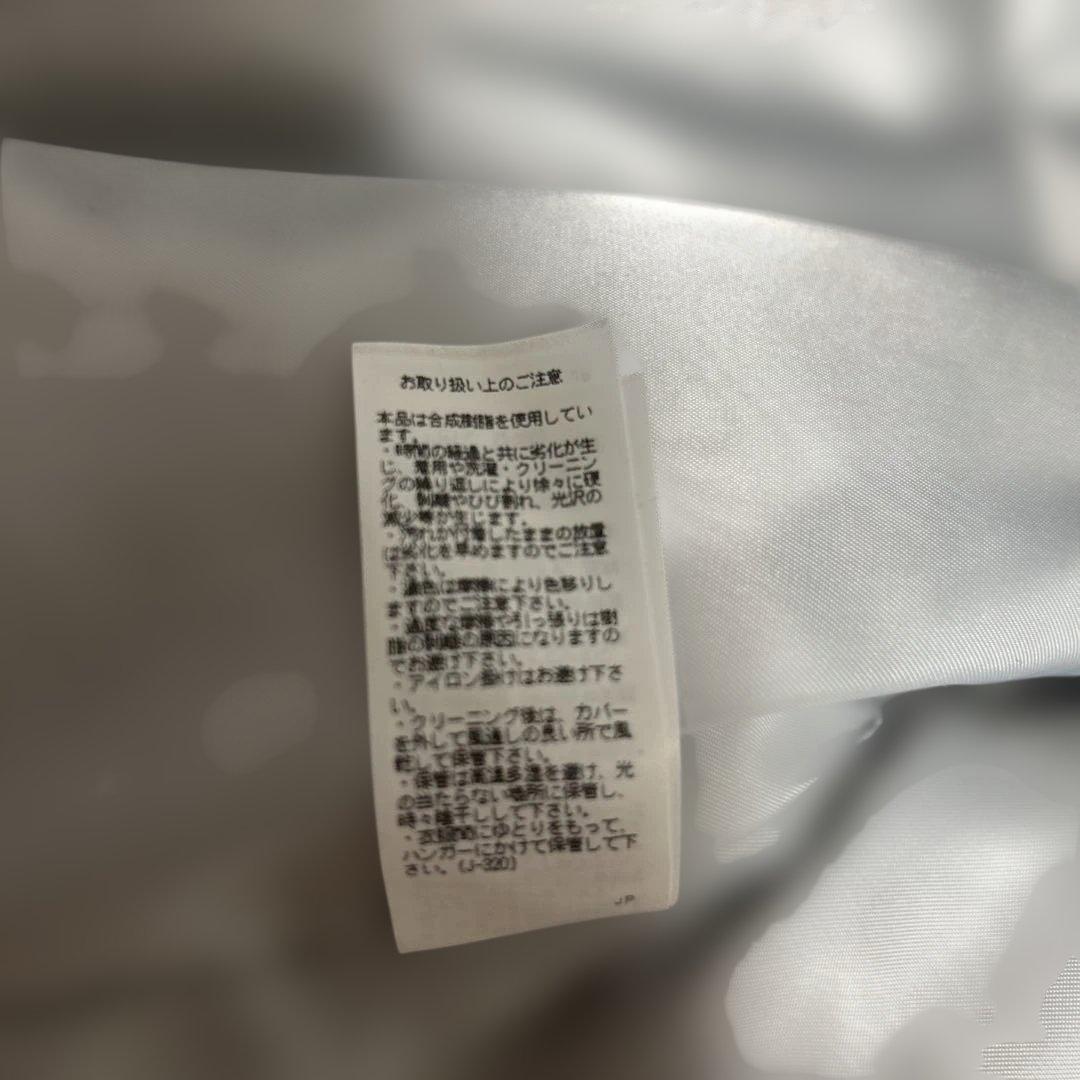 お取り扱い上のご注意
本品は合成樹脂を使用してい
ます。
・時間の経過と共に劣化が生
じ、着用や洗濯・クリーニン
グの繰り返しにより徐々に硬
化、剥離やひび割れ、光沢の
減少等が生じます。
・汚れが付着したままの放置
は劣化を早めますのでご注意
下さい。
・濃色は摩擦により色移りし
ますのでご注意下さい。
・過度な摩擦や引っ張りは樹
脂の剥離の原因になりますの
でお避け下さい。
・アイロン掛けはお避け下さ
い。
・クリーニング後は、カバー
を外して風通しの良い所で風
乾して保管下さい。
・保管は高温多湿を避け、光
の当たらない場所に保管し、
時々陰干しして下さい。
・衣服間にゆとりをもって、
ハンガーにかけて保管して下
さい。(J-320)
JP